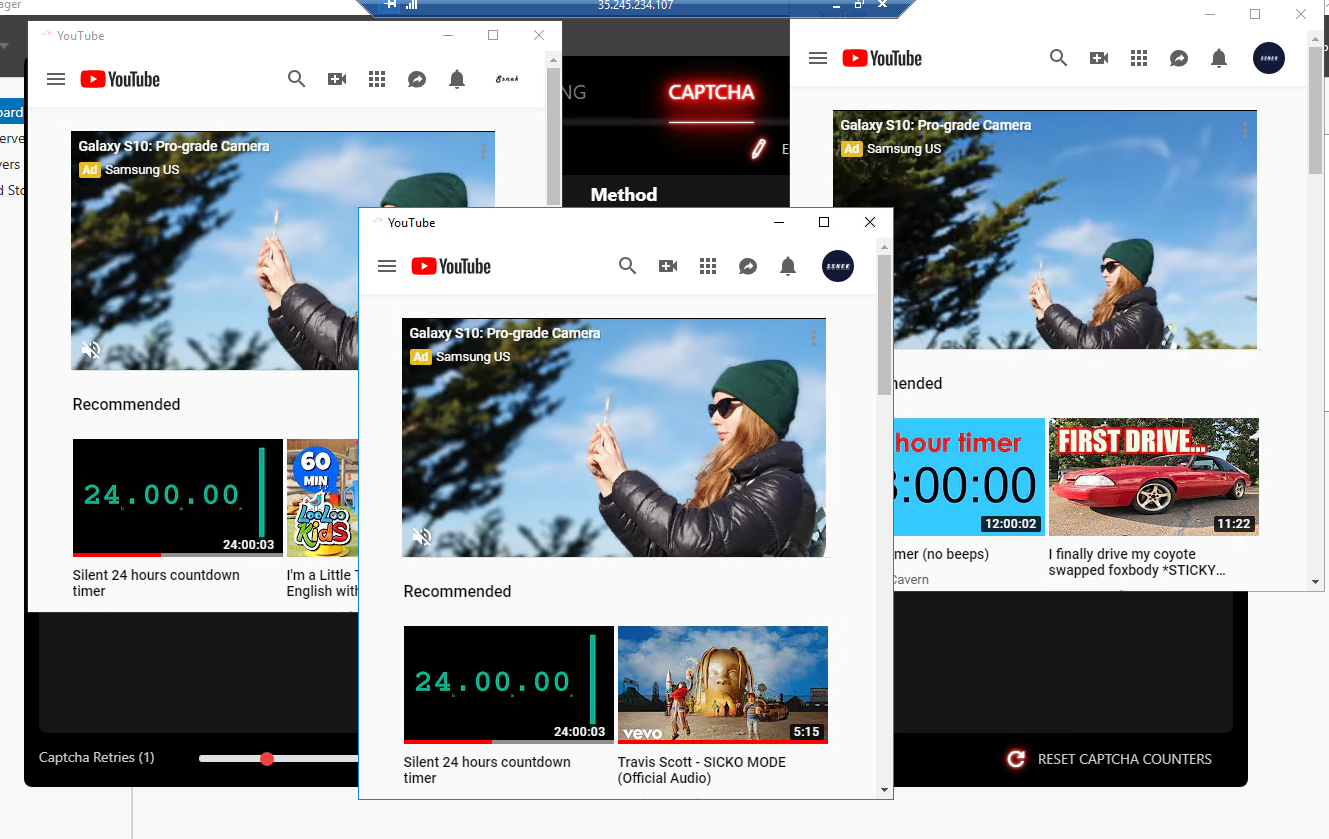 ager
35.245.234.107
YouTube
YouTube
Ssnek
Galaxy S10: Pro-grade Camera
Ad Samsung US
Recommended
24.00.00
24:00:03
60
MIN
LooLoo
KiDS
Silent 24 hours countdown
timer
I'm a Little T
English with
oard
erve
vers
d Sto
NG
CAPTCHA
E
Method
YouTube
YouTube
SSNEK
Galaxy S10: Pro-grade Camera
Ad Samsung US
Recommended
24.00.00
24:00:03
vevo
5:15
Silent 24 hours countdown
timer
Travis Scott - SICKO MODE
(Official Audio)
YouTube
SSNEK
Galaxy S10: Pro-grade Camera
Ad Samsung US
mended
hour timer
:00:00
12:00:02
FIRST DRIVE...
11:22
mer (no beeps)
Cavern
I finally drive my coyote
swapped foxbody *STICKY...
Captcha Retries (1)
RESET CAPTCHA COUNTERS